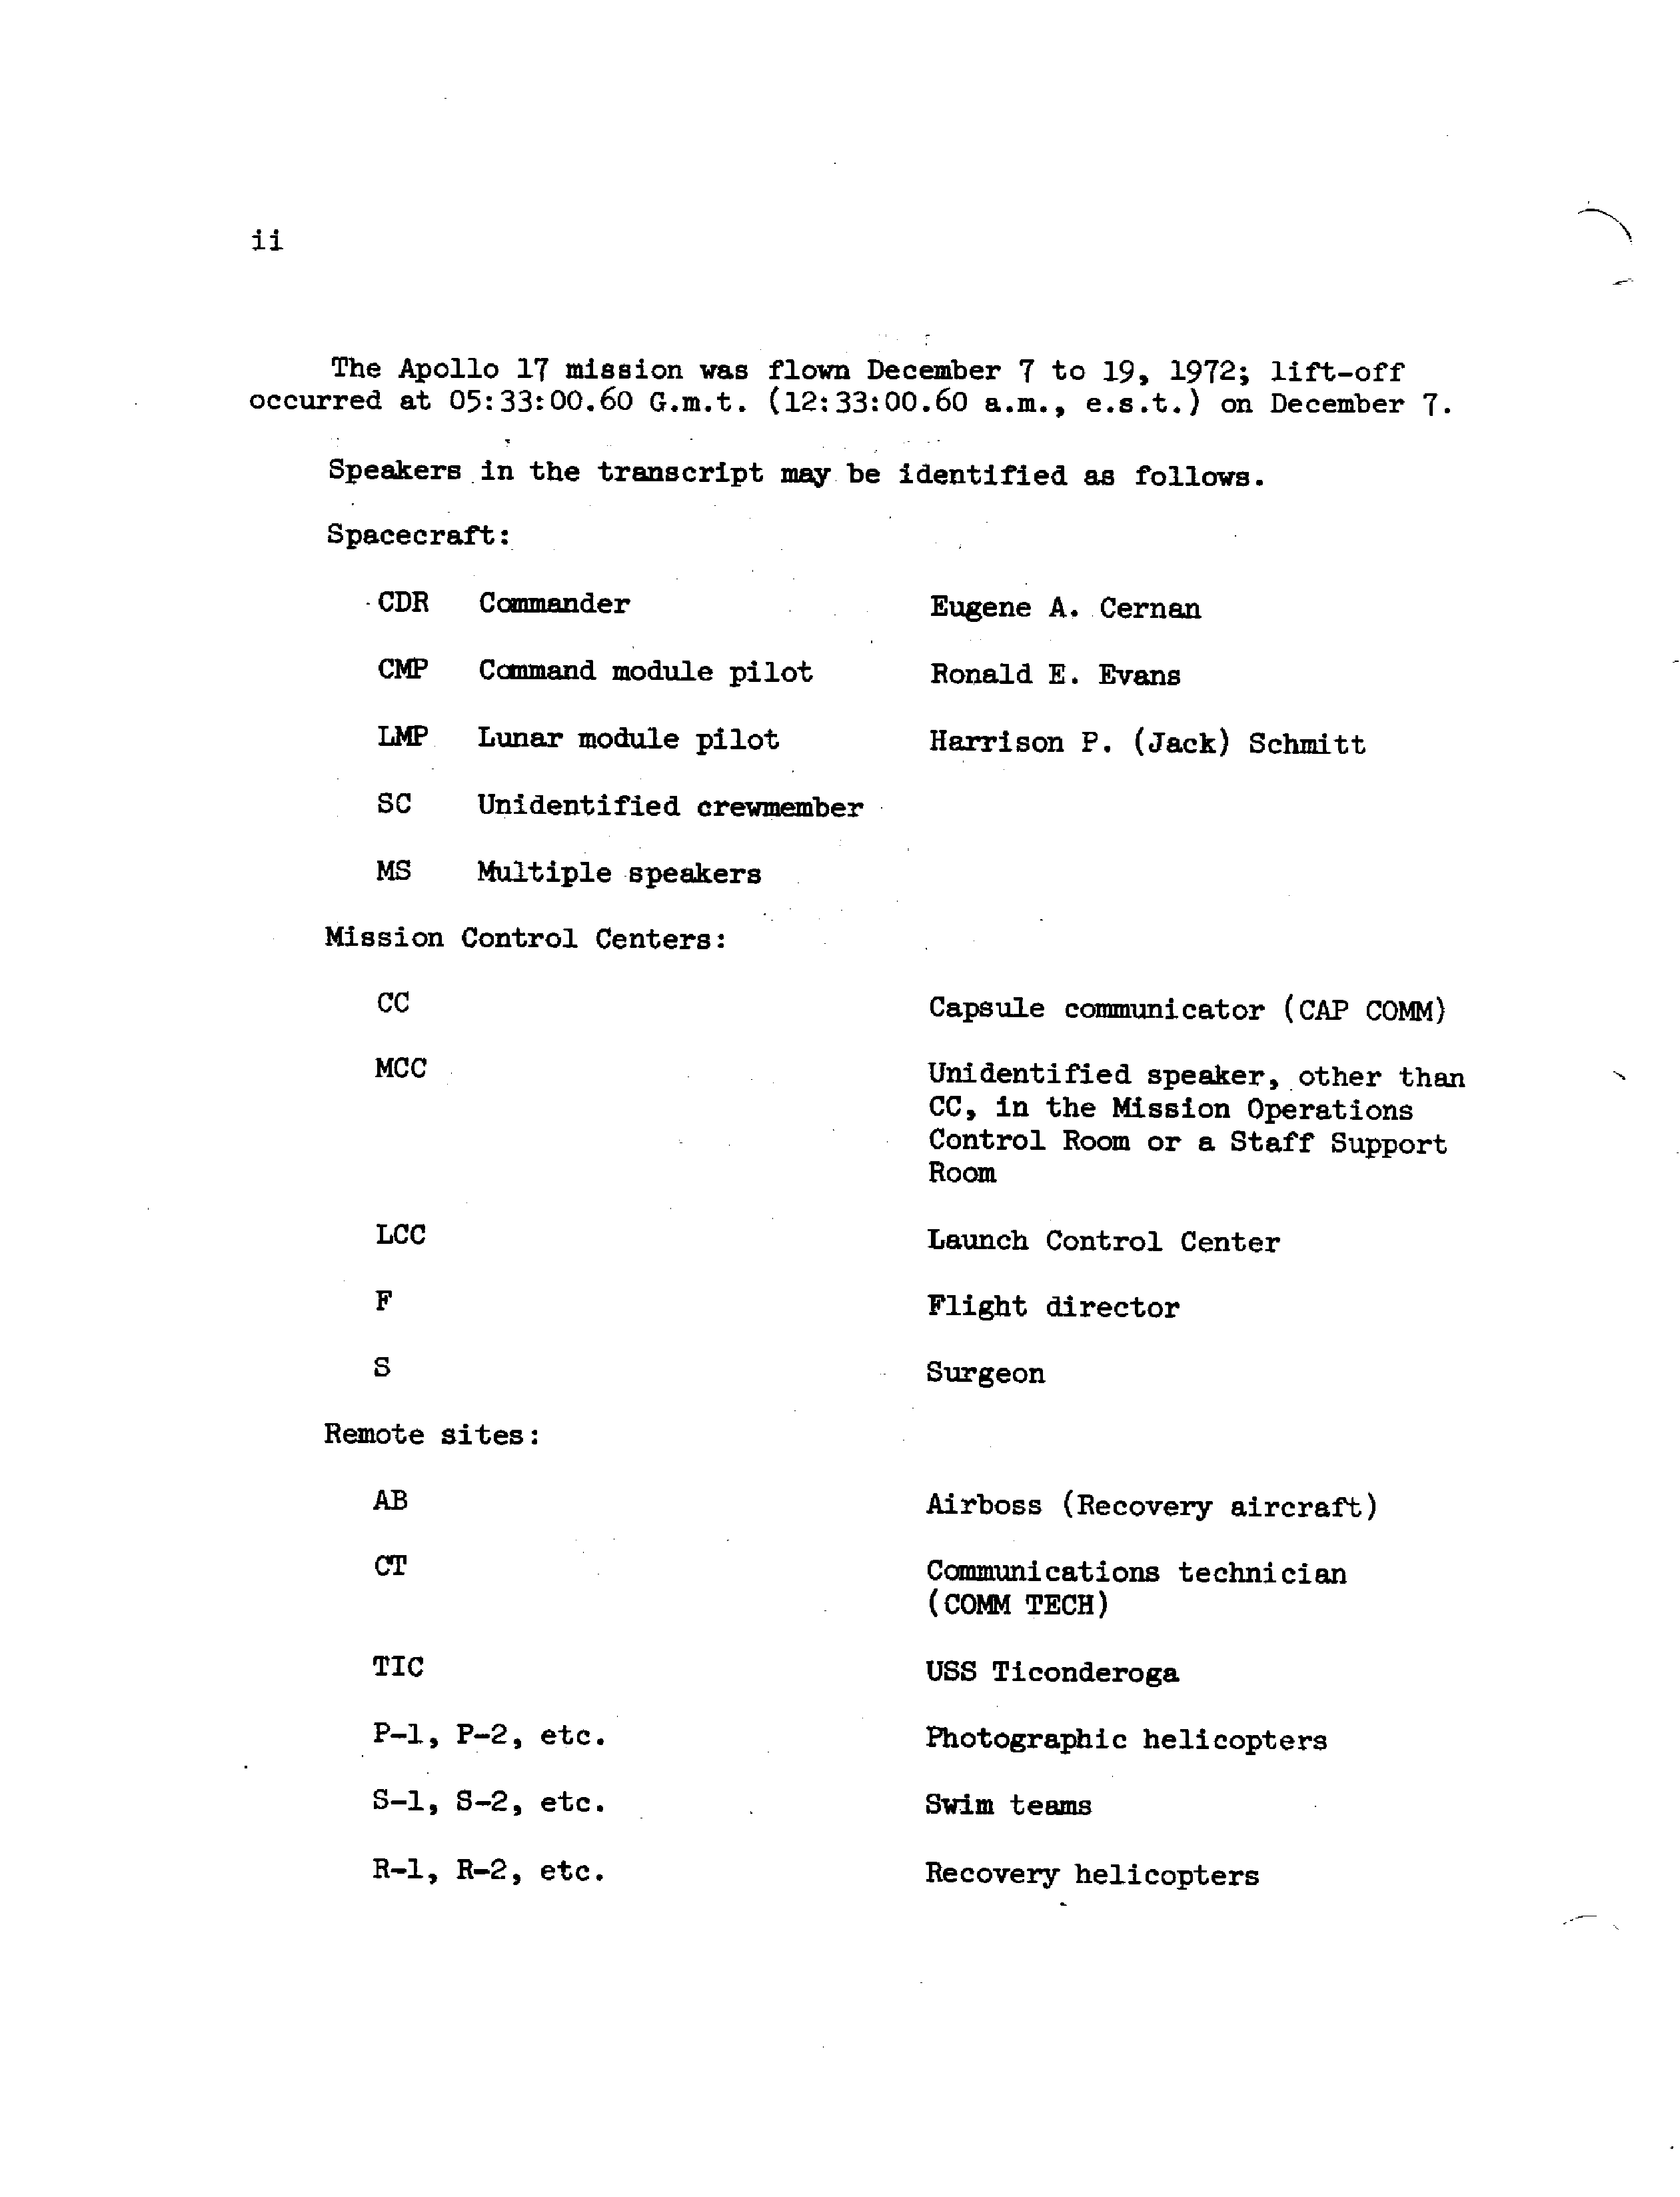 ii
The Apollo 17 mission was flown December 7 to 19, 1972; lift-off
occurred at 05:33:00.60 G.m.t. (12:33:00.60 a.m., e.s.t.) on December 7.
Speakers in the transcript may be identified as follows.
Spacecraft:
CDR Commander Eugene A. Cernan
CMP Command module pilot Ronald E. Evans
LMP Lunar module pilot Harrison P. (Jack) Schmitt
SC Unidentified crewmember
MS Multiple speakers
Mission Control Centers:
CC Capsule communicator (CAP COMM)
MCC Unidentified speaker, other than
CC, in the Mission Operations
Control Room or a Staff Support
Room
LCC Launch Control Center
F Flight director
S Surgeon
Remote sites:
AB Airboss (Recovery aircraft)
CT Communications technician
(COMM TECH)
TIC USS Ticonderoga
P-1, P-2, etc. Photographic helicopters
S-1, S-2, etc. Swim teams
R-1, R-2, etc. Recovery helicopters